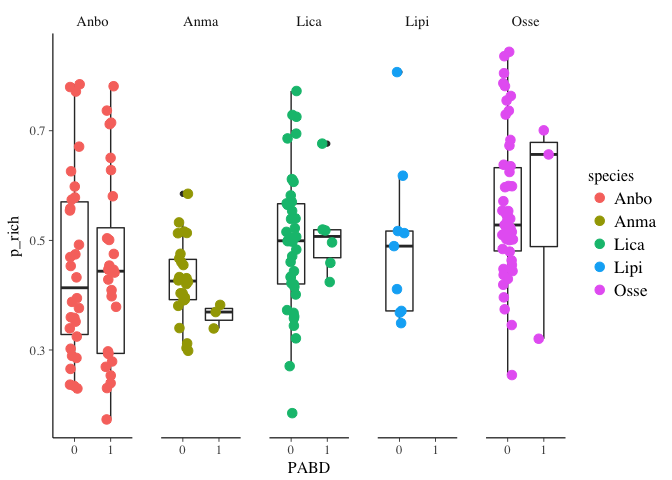 Anbo Anma Lica Lipi Osse
0.7
0.5
0.3
p_rich
0 1 0 1 0 1 0 1 0 1
PABD
species
Anbo
Anma
Lica
Lipi
Osse